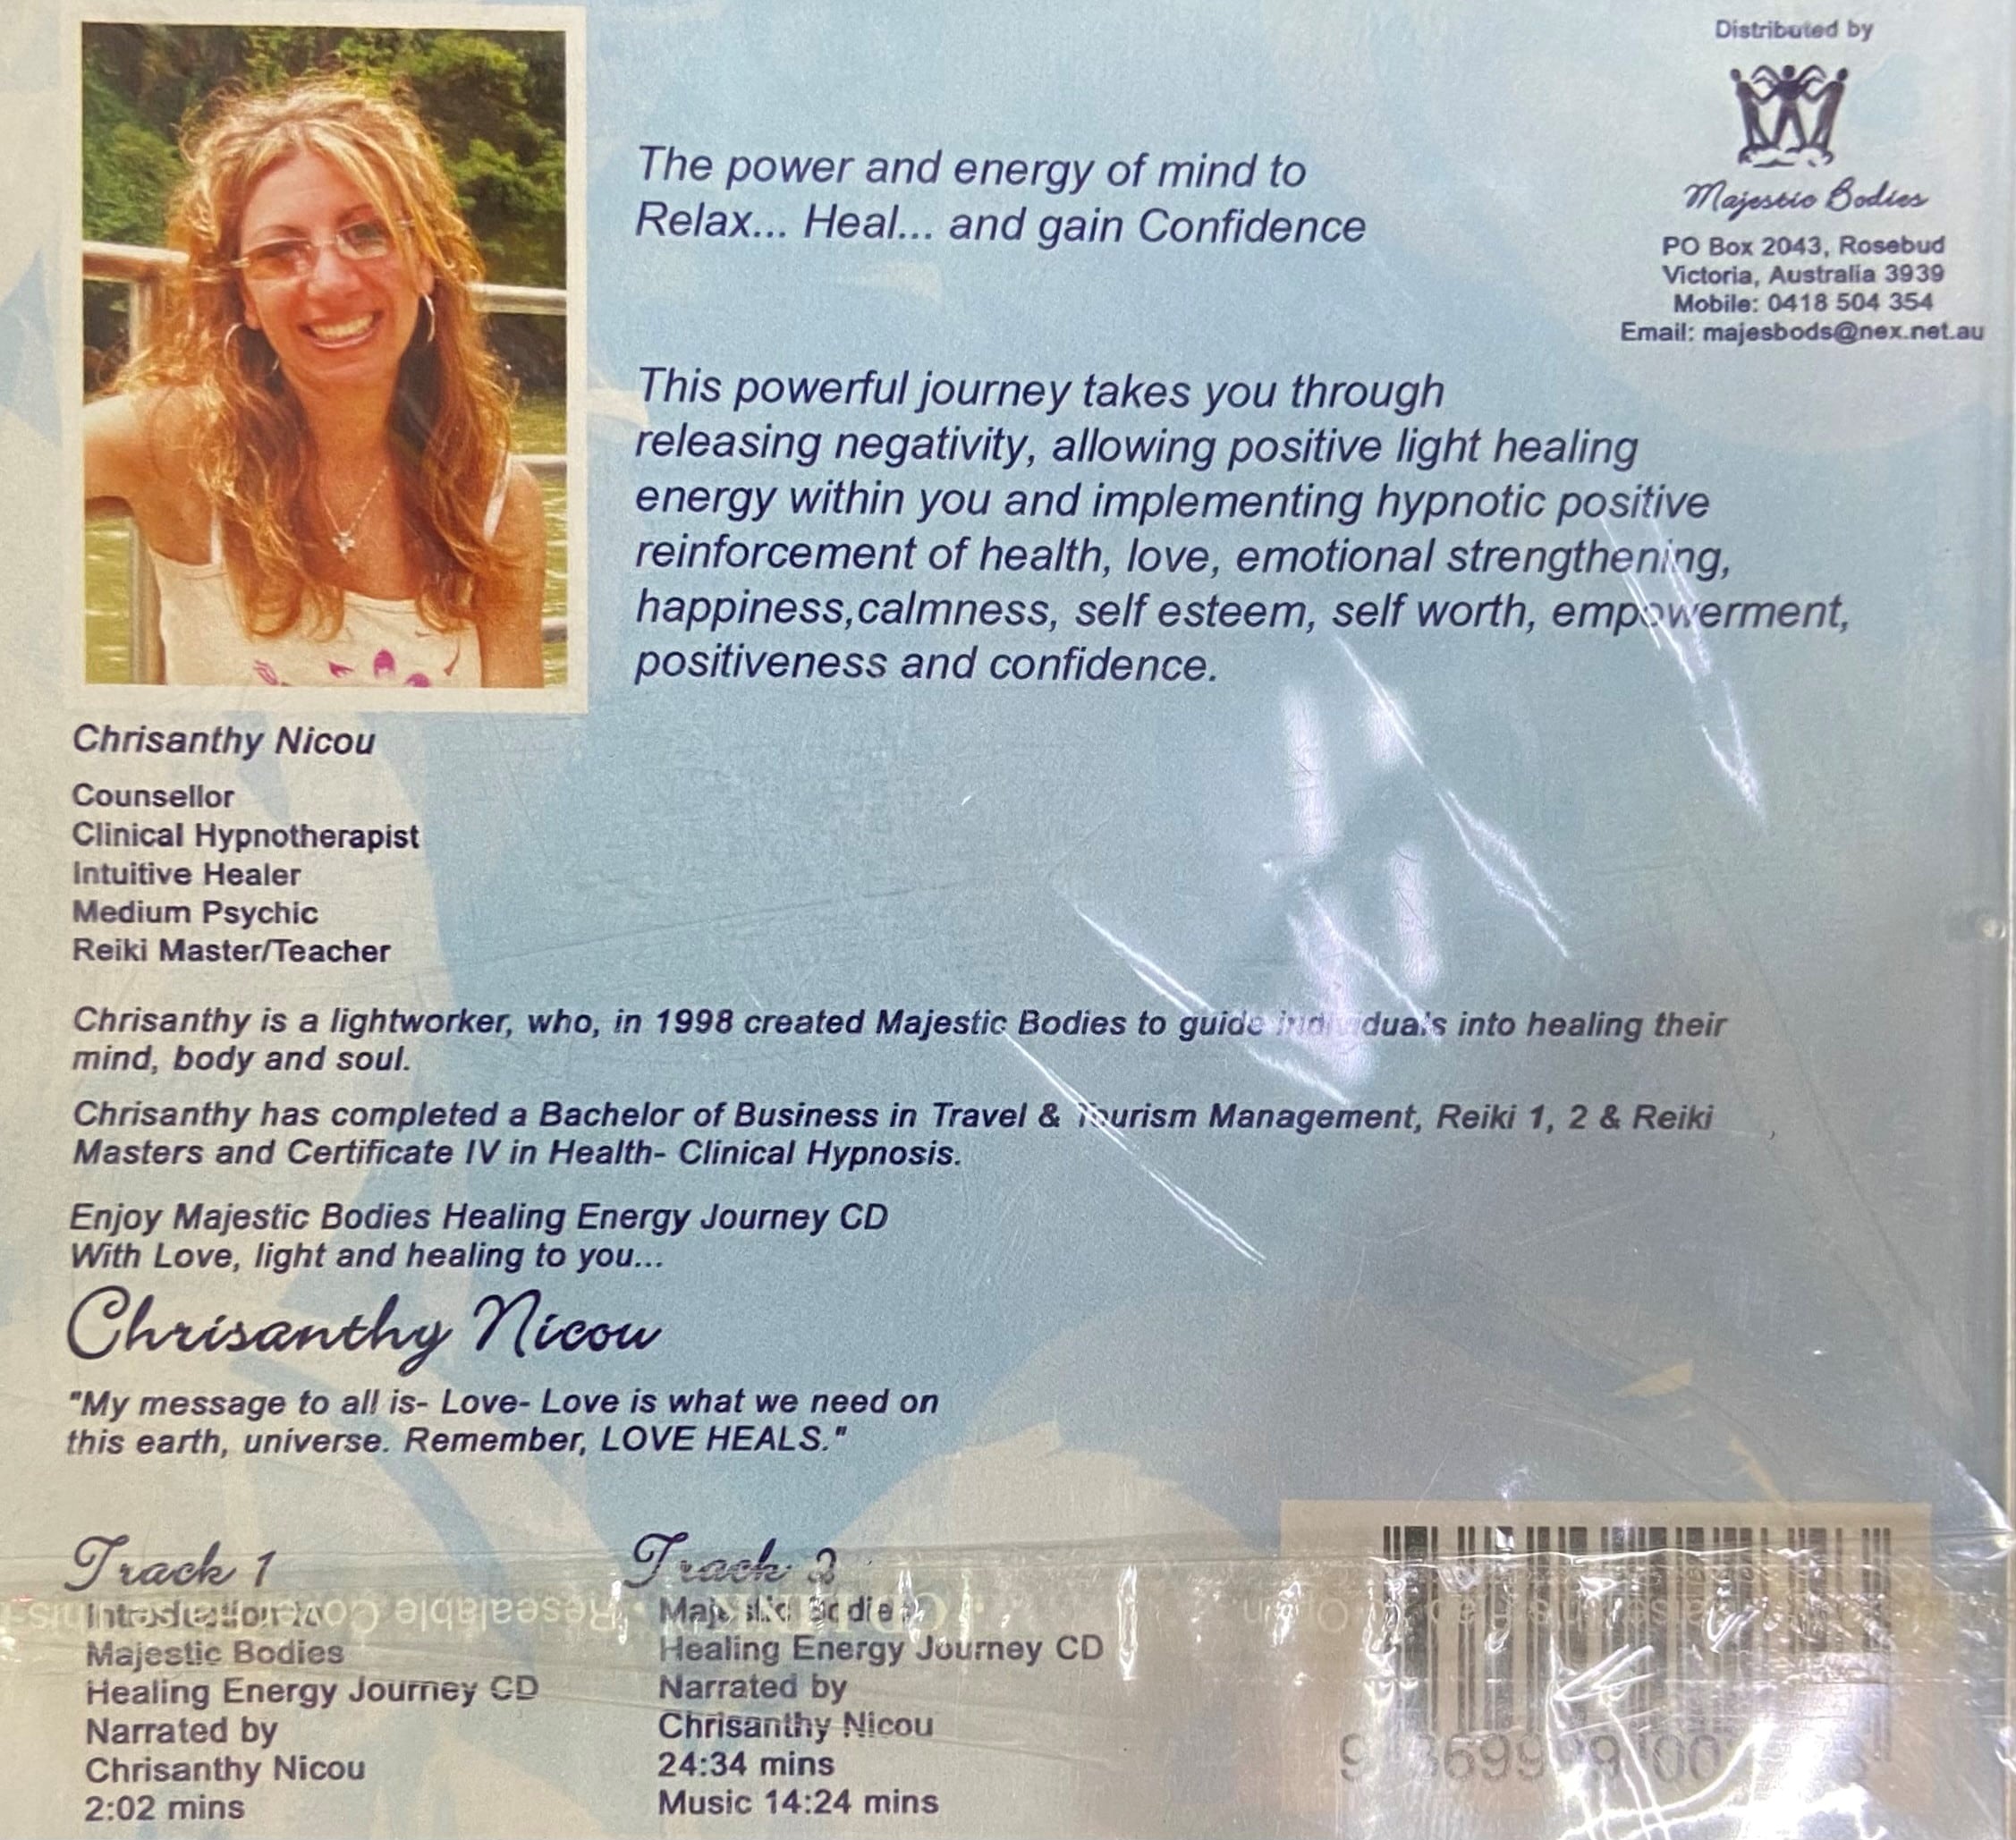 Distributed by
Majestic Bodies
PO Box 2043, Rosebud
Victoria, Australia 3939
Mobile: 0418 504 354
Email: majesbods@nex.net.au
The power and energy of mind to
Relax... Heal... and gain Confidence
This powerful journey takes you through
releasing negativity, allowing positive light healing
energy within you and implementing hypnotic positive
reinforcement of health, love, emotional strengthening,
happiness,calmness, self esteem, self worth, empowerment,
positiveness and confidence.
Chrisanthy Nicou
Counsellor
Clinical Hypnotherapist
Intuitive Healer
Medium Psychic
Reiki Master/Teacher
Chrisanthy is a lightworker, who, in 1998 created Majestic Bodies to guide individuals into healing their
mind, body and soul.
Chrisanthy has completed a Bachelor of Business in Travel & Tourism Management, Reiki 1, 2 & Reiki
Masters and Certificate IV in Health- Clinical Hypnosis.
Enjoy Majestic Bodies Healing Energy Journey CD
With Love, light and healing to you...
Chrisanthy Nicou
"My message to all is- Love- Love is what we need on
this earth, universe. Remember, LOVE HEALS."
Track 1
Introduction to
Majestic Bodies
Healing Energy Journey CD
Narrated by
Chrisanthy Nicou
2:02 mins
Track 2
Majestic Bodies
Healing Energy Journey CD
Narrated by
Chrisanthy Nicou
24:34 mins
Music 14:24 mins
Resealable Cover